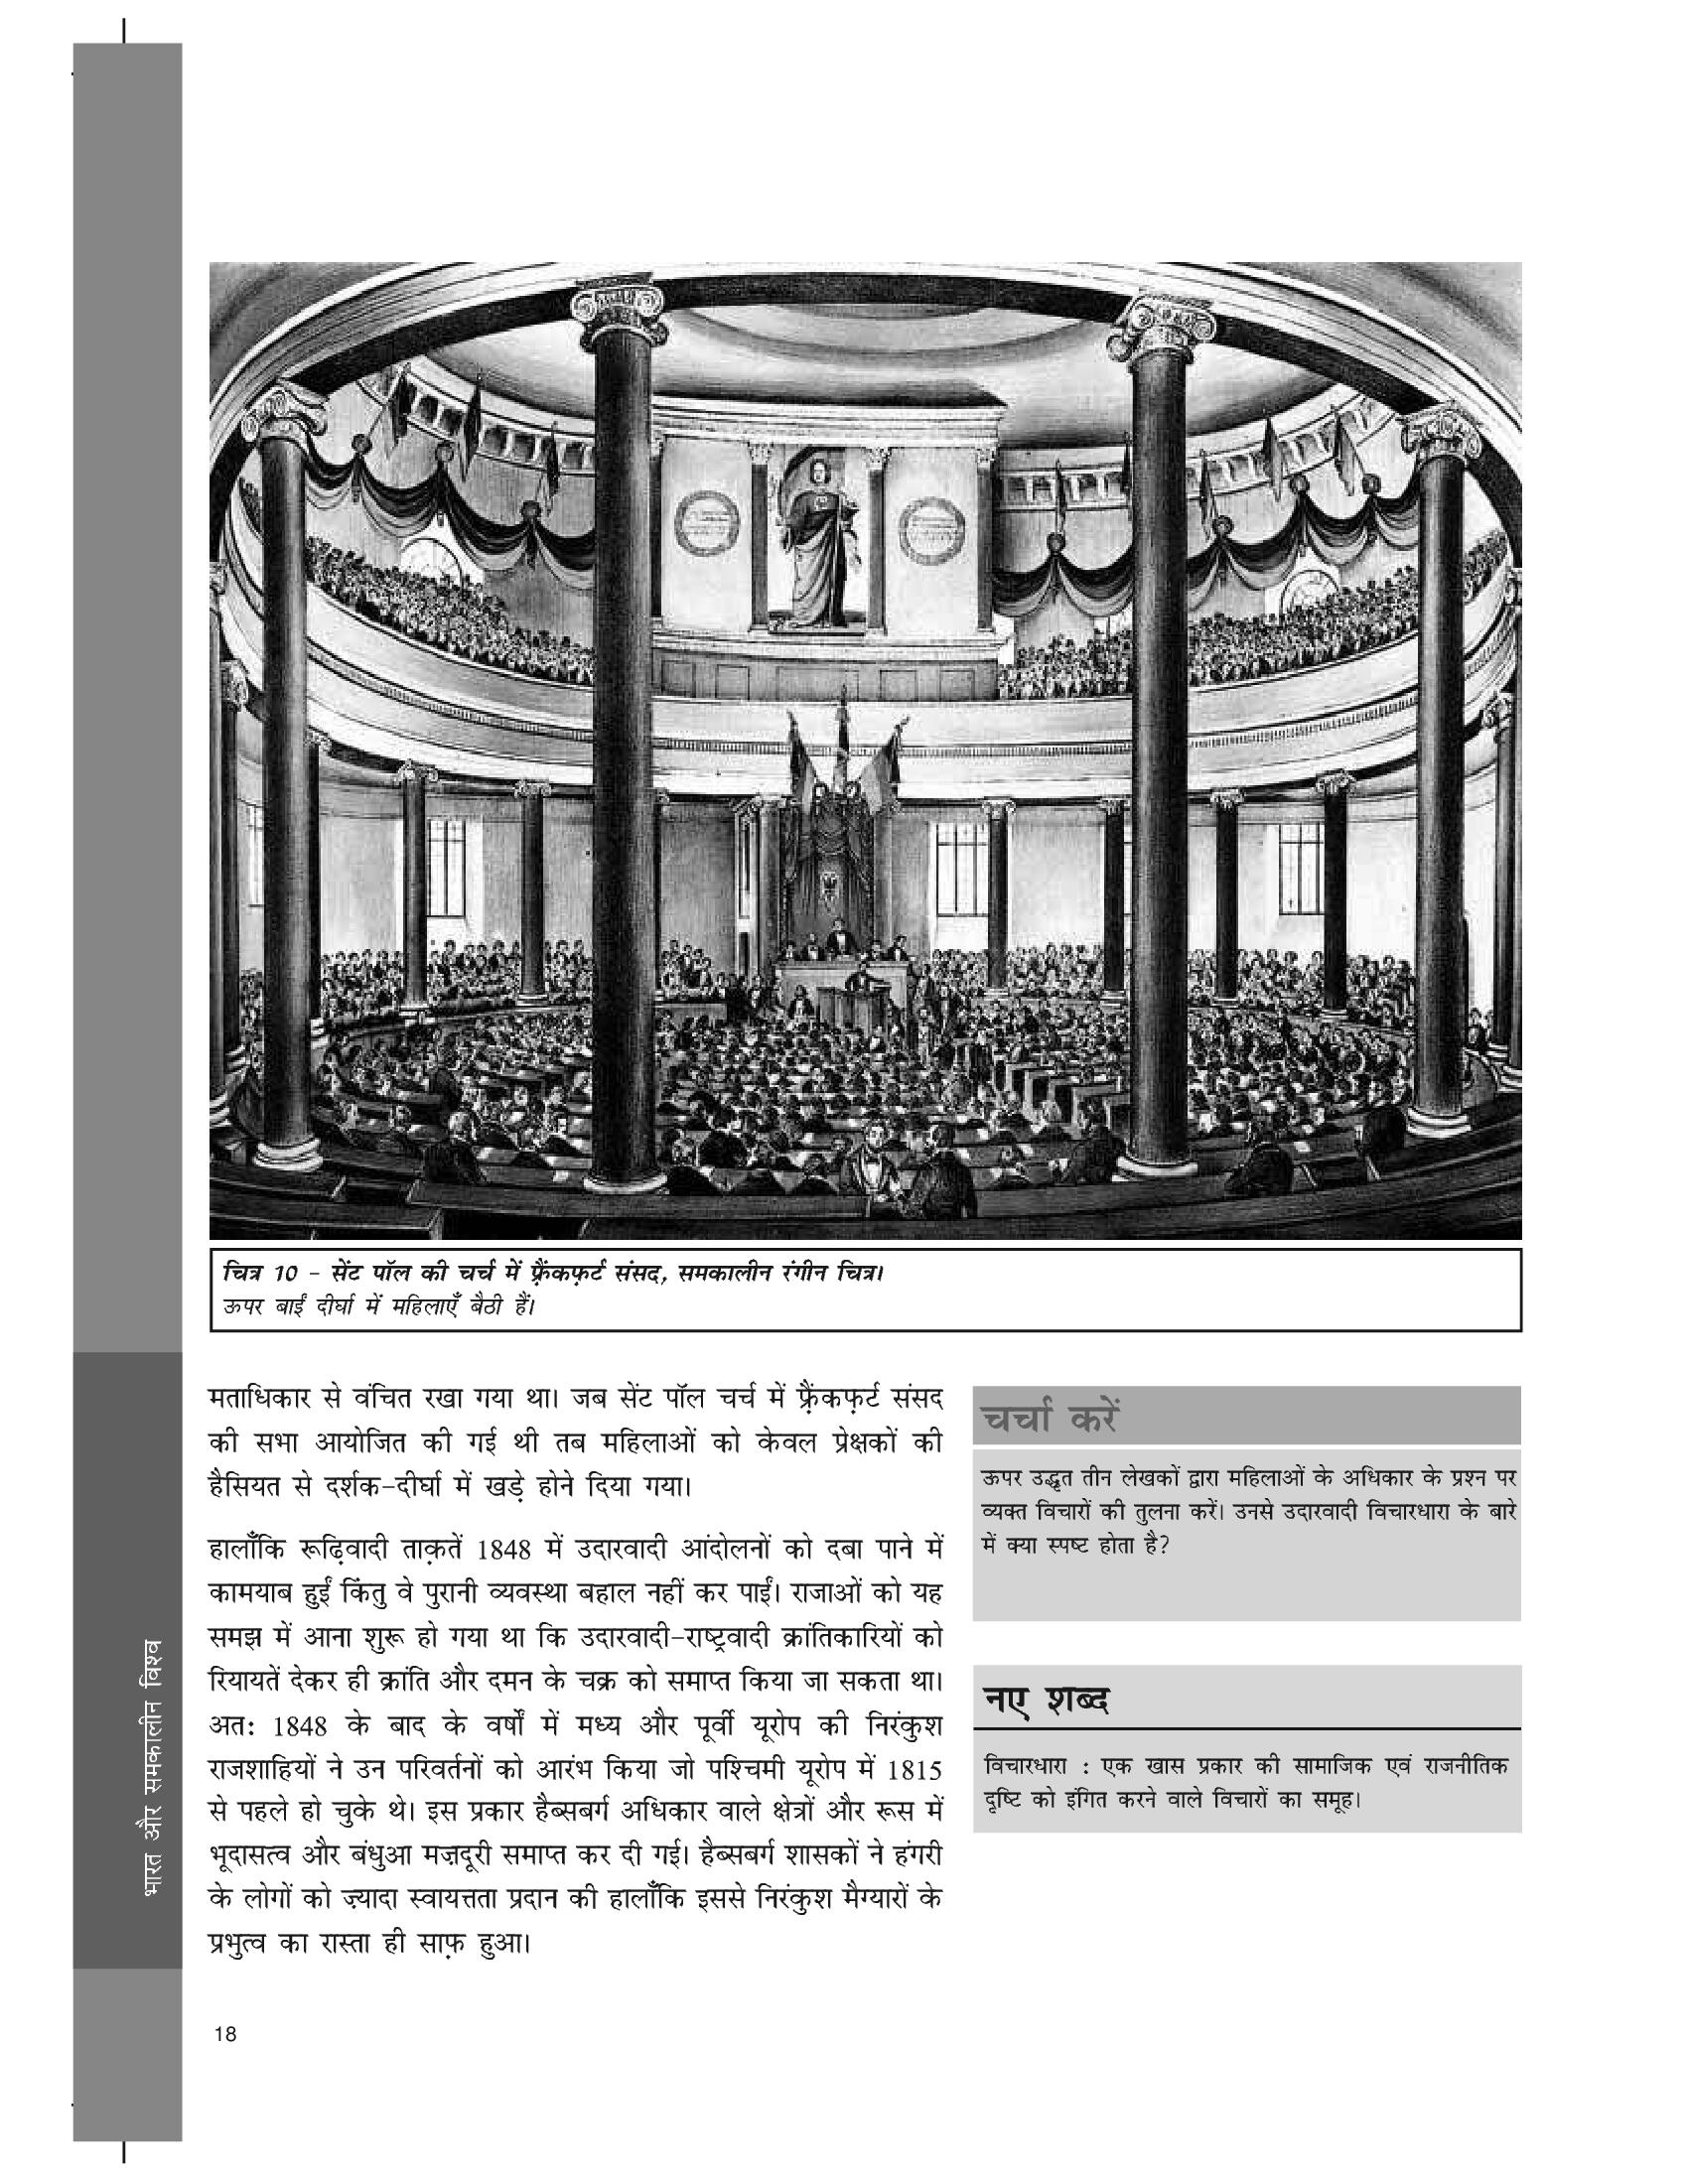 चित्र 10 – सेंट पॉल की चर्च में फ़्रैंकफ़र्ट संसद, समकालीन रंगीन चित्र।
ऊपर बाईं दीर्घा में महिलाएँ बैठी हैं।
मताधिकार से वंचित रखा गया था। जब सेंट पॉल चर्च में फ़्रैंकफ़र्ट संसद
की सभा आयोजित की गई थी तब महिलाओं को केवल प्रेक्षकों की
हैसियत से दर्शक-दीर्घा में खड़े होने दिया गया।
हालाँकि रूढ़िवादी ताक़तें 1848 में उदारवादी आंदोलनों को दबा पाने में
कामयाब हुईं किंतु वे पुरानी व्यवस्था बहाल नहीं कर पाईं। राजाओं को यह
समझ में आना शुरू हो गया था कि उदारवादी-राष्ट्रवादी क्रांतिकारियों को
रियायतें देकर ही क्रांति और दमन के चक्र को समाप्त किया जा सकता था।
अतः 1848 के बाद के वर्षों में मध्य और पूर्वी यूरोप की निरंकुश
राजशाहियों ने उन परिवर्तनों को आरंभ किया जो पश्चिमी यूरोप में 1815
से पहले हो चुके थे। इस प्रकार हैब्सबर्ग अधिकार वाले क्षेत्रों और रूस में
भूदासत्व और बंधुआ मज़दूरी समाप्त कर दी गई। हैब्सबर्ग शासकों ने हंगरी
के लोगों को ज़्यादा स्वायत्तता प्रदान की हालाँकि इससे निरंकुश मैग्यारों के
प्रभुत्व का रास्ता ही साफ़ हुआ।
चर्चा करें
ऊपर उद्धृत तीन लेखकों द्वारा महिलाओं के अधिकार के प्रश्न पर
व्यक्त विचारों की तुलना करें। उनसे उदारवादी विचारधारा के बारे
में क्या स्पष्ट होता है?
नए शब्द
विचारधारा : एक खास प्रकार की सामाजिक एवं राजनीतिक
दृष्टि को इंगित करने वाले विचारों का समूह।
भारत और समकालीन विश्व
18